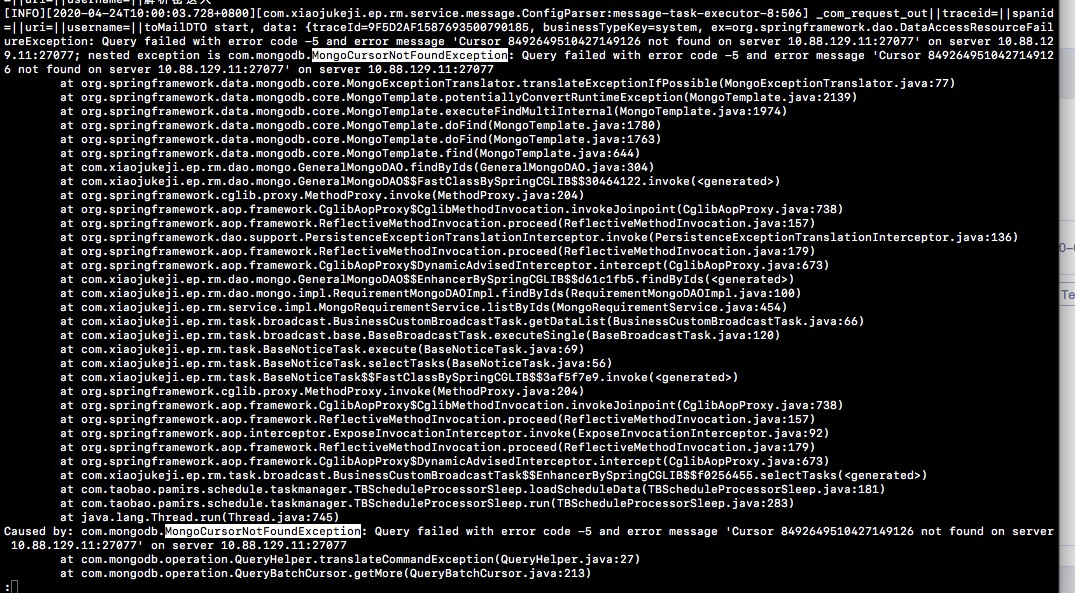 =||uri=||username=||解析密送人
[INFO][2020-04-24T10:00:03.728+0800][com.xiaojukeji.ep.rm.service.message.ConfigParser:message-task-executor-8:506] _com_request_out||traceid=||spanid
=||uri=||username=||toMailDTO start, data: {traceId=9F5D2AF1587693500790185, businessTypeKey=system, ex=org.springframework.dao.DataAccessResourceFail
ureException: Query failed with error code -5 and error message 'Cursor 8492649510427149126 not found on server 10.88.129.11:27077' on server 10.88.12
9.11:27077; nested exception is com.mongodb.MongoCursorNotFoundException: Query failed with error code -5 and error message 'Cursor 849264951042714912
6 not found on server 10.88.129.11:27077' on server 10.88.129.11:27077
at org.springframework.data.mongodb.core.MongoExceptionTranslator.translateExceptionIfPossible(MongoExceptionTranslator.java:77)
at org.springframework.data.mongodb.core.MongoTemplate.potentiallyConvertRuntimeException(MongoTemplate.java:2139)
at org.springframework.data.mongodb.core.MongoTemplate.executeFindMultiInternal(MongoTemplate.java:1974)
at org.springframework.data.mongodb.core.MongoTemplate.doFind(MongoTemplate.java:1780)
at org.springframework.data.mongodb.core.MongoTemplate.doFind(MongoTemplate.java:1763)
at org.springframework.data.mongodb.core.MongoTemplate.find(MongoTemplate.java:644)
at com.xiaojukeji.ep.rm.dao.mongo.GeneralMongoDAO.findByIds(GeneralMongoDAO.java:304)
at com.xiaojukeji.ep.rm.dao.mongo.GeneralMongoDAO$$FastClassBySpringCGLIB$$30464122.invoke(<generated>)
at org.springframework.cglib.proxy.MethodProxy.invoke(MethodProxy.java:204)
at org.springframework.aop.framework.CglibAopProxy$CglibMethodInvocation.invokeJoinpoint(CglibAopProxy.java:738)
at org.springframework.aop.framework.ReflectiveMethodInvocation.proceed(ReflectiveMethodInvocation.java:157)
at org.springframework.dao.support.PersistenceExceptionTranslationInterceptor.invoke(PersistenceExceptionTranslationInterceptor.java:136)
at org.springframework.aop.framework.ReflectiveMethodInvocation.proceed(ReflectiveMethodInvocation.java:179)
at org.springframework.aop.framework.CglibAopProxy$DynamicAdvisedInterceptor.intercept(CglibAopProxy.java:673)
at com.xiaojukeji.ep.rm.dao.mongo.GeneralMongoDAO$$EnhancerBySpringCGLIB$$d61c1fb5.findByIds(<generated>)
at com.xiaojukeji.ep.rm.dao.mongo.impl.RequirementMongoDAOImpl.findByIds(RequirementMongoDAOImpl.java:100)
at com.xiaojukeji.ep.rm.service.impl.MongoRequirementService.listByIds(MongoRequirementService.java:454)
at com.xiaojukeji.ep.rm.task.broadcast.BusinessCustomBroadcastTask.getDataList(BusinessCustomBroadcastTask.java:66)
at com.xiaojukeji.ep.rm.task.broadcast.base.BaseBroadcastTask.executeSingle(BaseBroadcastTask.java:120)
at com.xiaojukeji.ep.rm.task.BaseNoticeTask.execute(BaseNoticeTask.java:69)
at com.xiaojukeji.ep.rm.task.BaseNoticeTask.selectTasks(BaseNoticeTask.java:56)
at com.xiaojukeji.ep.rm.task.BaseNoticeTask$$FastClassBySpringCGLIB$$3af5f7e9.invoke(<generated>)
at org.springframework.cglib.proxy.MethodProxy.invoke(MethodProxy.java:204)
at org.springframework.aop.framework.CglibAopProxy$CglibMethodInvocation.invokeJoinpoint(CglibAopProxy.java:738)
at org.springframework.aop.framework.ReflectiveMethodInvocation.proceed(ReflectiveMethodInvocation.java:157)
at org.springframework.aop.interceptor.ExposeInvocationInterceptor.invoke(ExposeInvocationInterceptor.java:92)
at org.springframework.aop.framework.ReflectiveMethodInvocation.proceed(ReflectiveMethodInvocation.java:179)
at org.springframework.aop.framework.CglibAopProxy$DynamicAdvisedInterceptor.intercept(CglibAopProxy.java:673)
at com.xiaojukeji.ep.rm.task.broadcast.BusinessCustomBroadcastTask$$EnhancerBySpringCGLIB$$f0256455.selectTasks(<generated>)
at com.taobao.pamirs.schedule.taskmanager.TBScheduleProcessorSleep.loadScheduleData(TBScheduleProcessorSleep.java:181)
at com.taobao.pamirs.schedule.taskmanager.TBScheduleProcessorSleep.run(TBScheduleProcessorSleep.java:283)
at java.lang.Thread.run(Thread.java:745)
Caused by: com.mongodb.MongoCursorNotFoundException: Query failed with error code -5 and error message 'Cursor 8492649510427149126 not found on server
10.88.129.11:27077' on server 10.88.129.11:27077
at com.mongodb.operation.QueryHelper.translateCommandException(QueryHelper.java:27)
at com.mongodb.operation.QueryBatchCursor.getMore(QueryBatchCursor.java:213)
:
Te